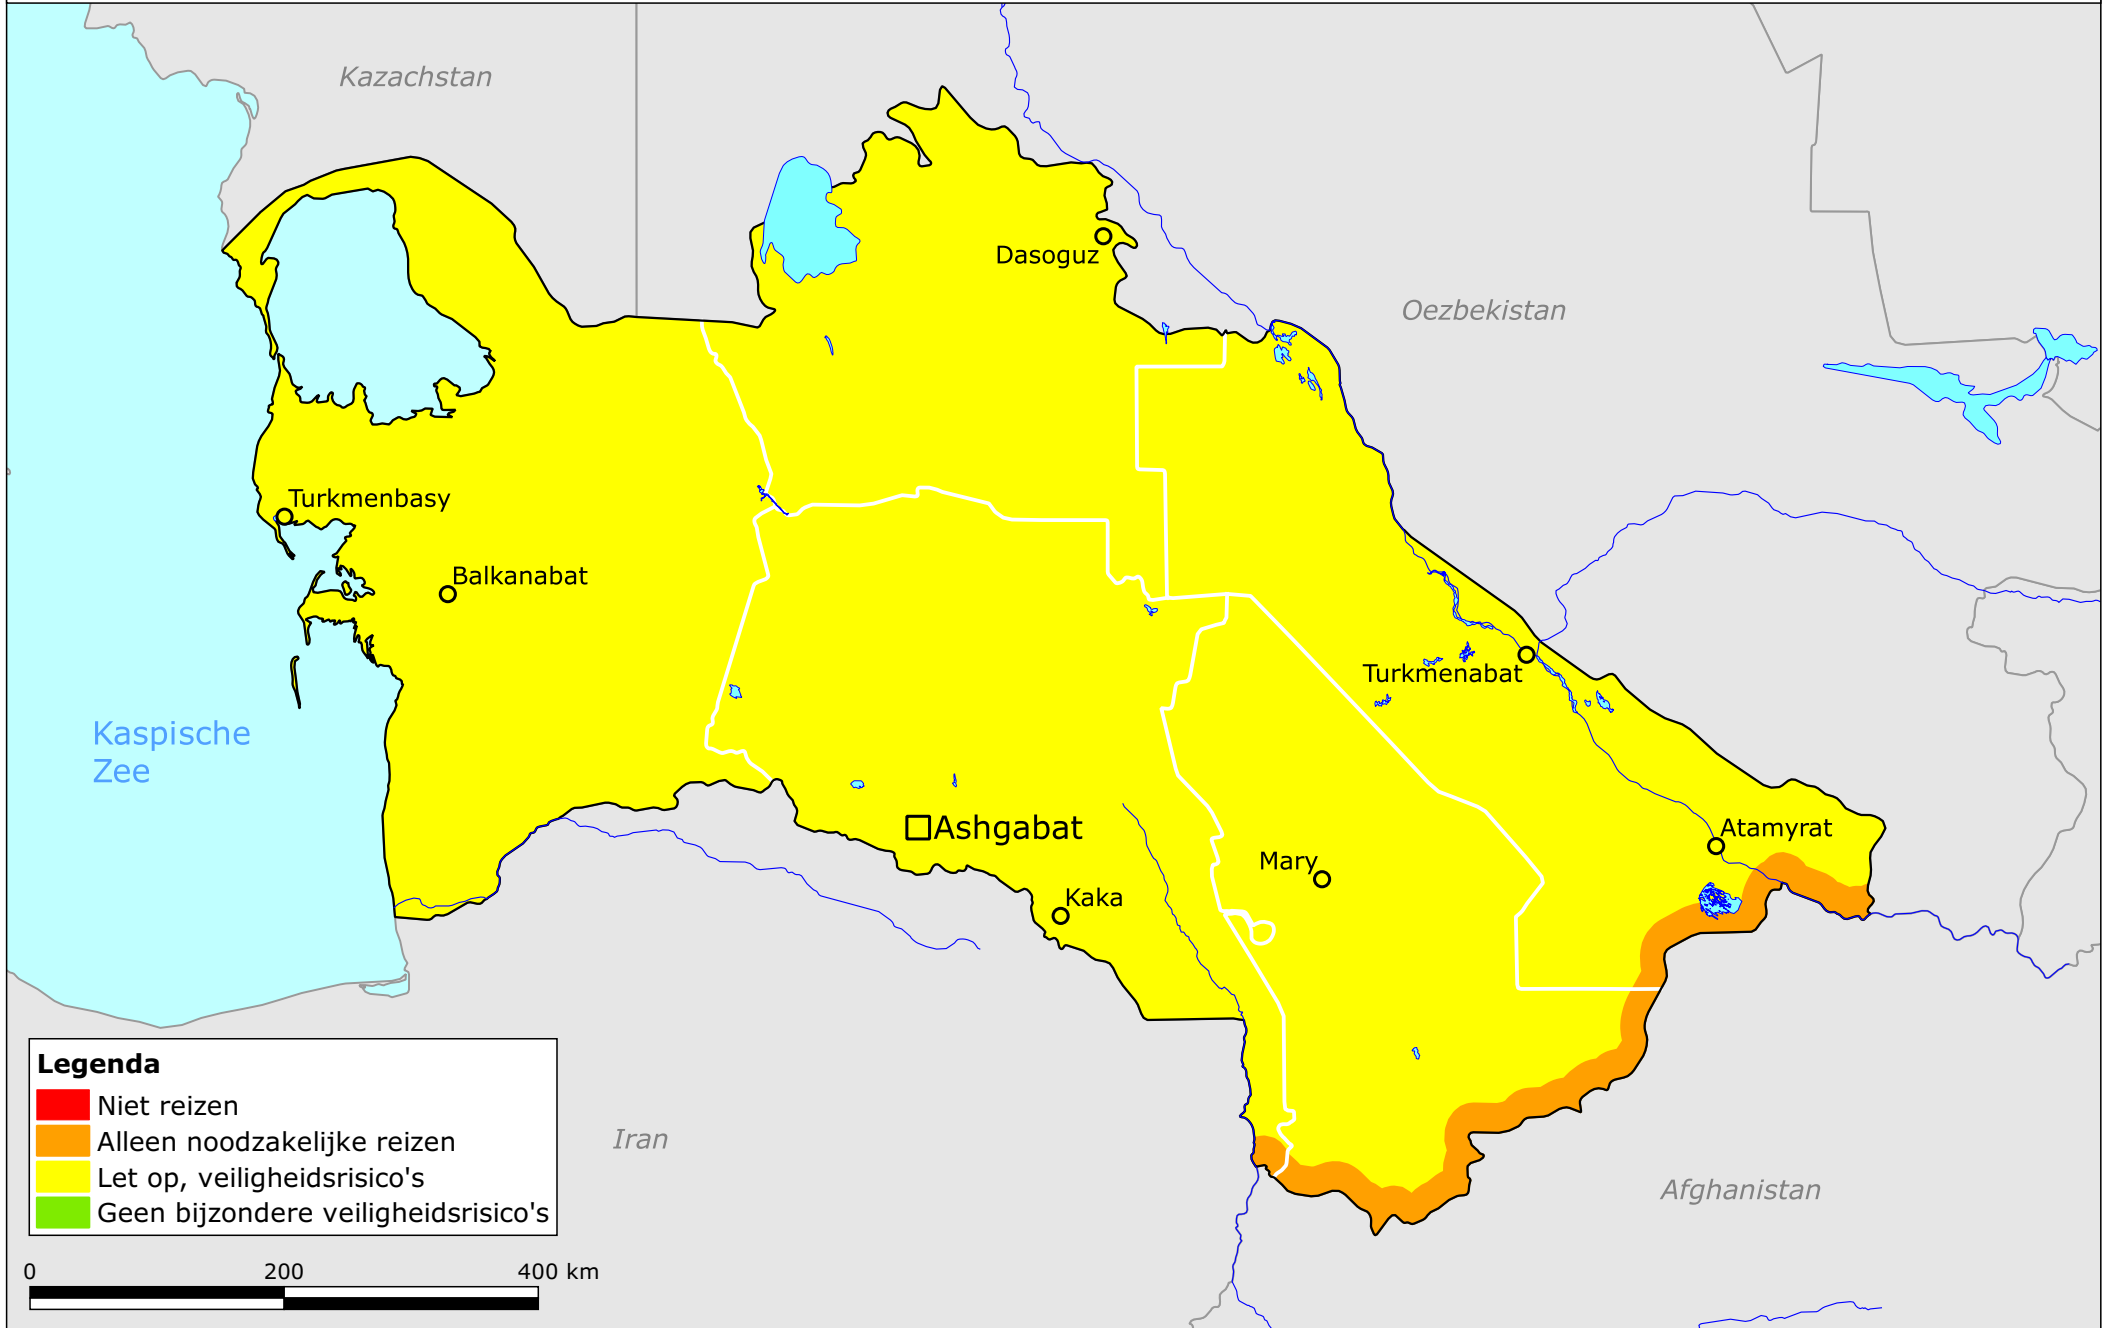 Kazachstan
Dasoguz
Oezbekistan
Turkmenbasy
Balkanabat
Turkmenabat
Kaspische
Zee
Ashgabat
Atamyrat
Mary
Kaka
Legenda
Niet reizen
Alleen noodzakelijke reizen
Let op, veiligheidsrisico's
Geen bijzondere veiligheidsrisico's
Iran
Afghanistan
0 200 400 km